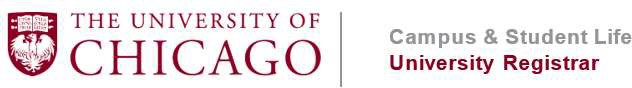 THE UNIVERSITY OF
CHICAGO
Campus & Student Life
University Registrar